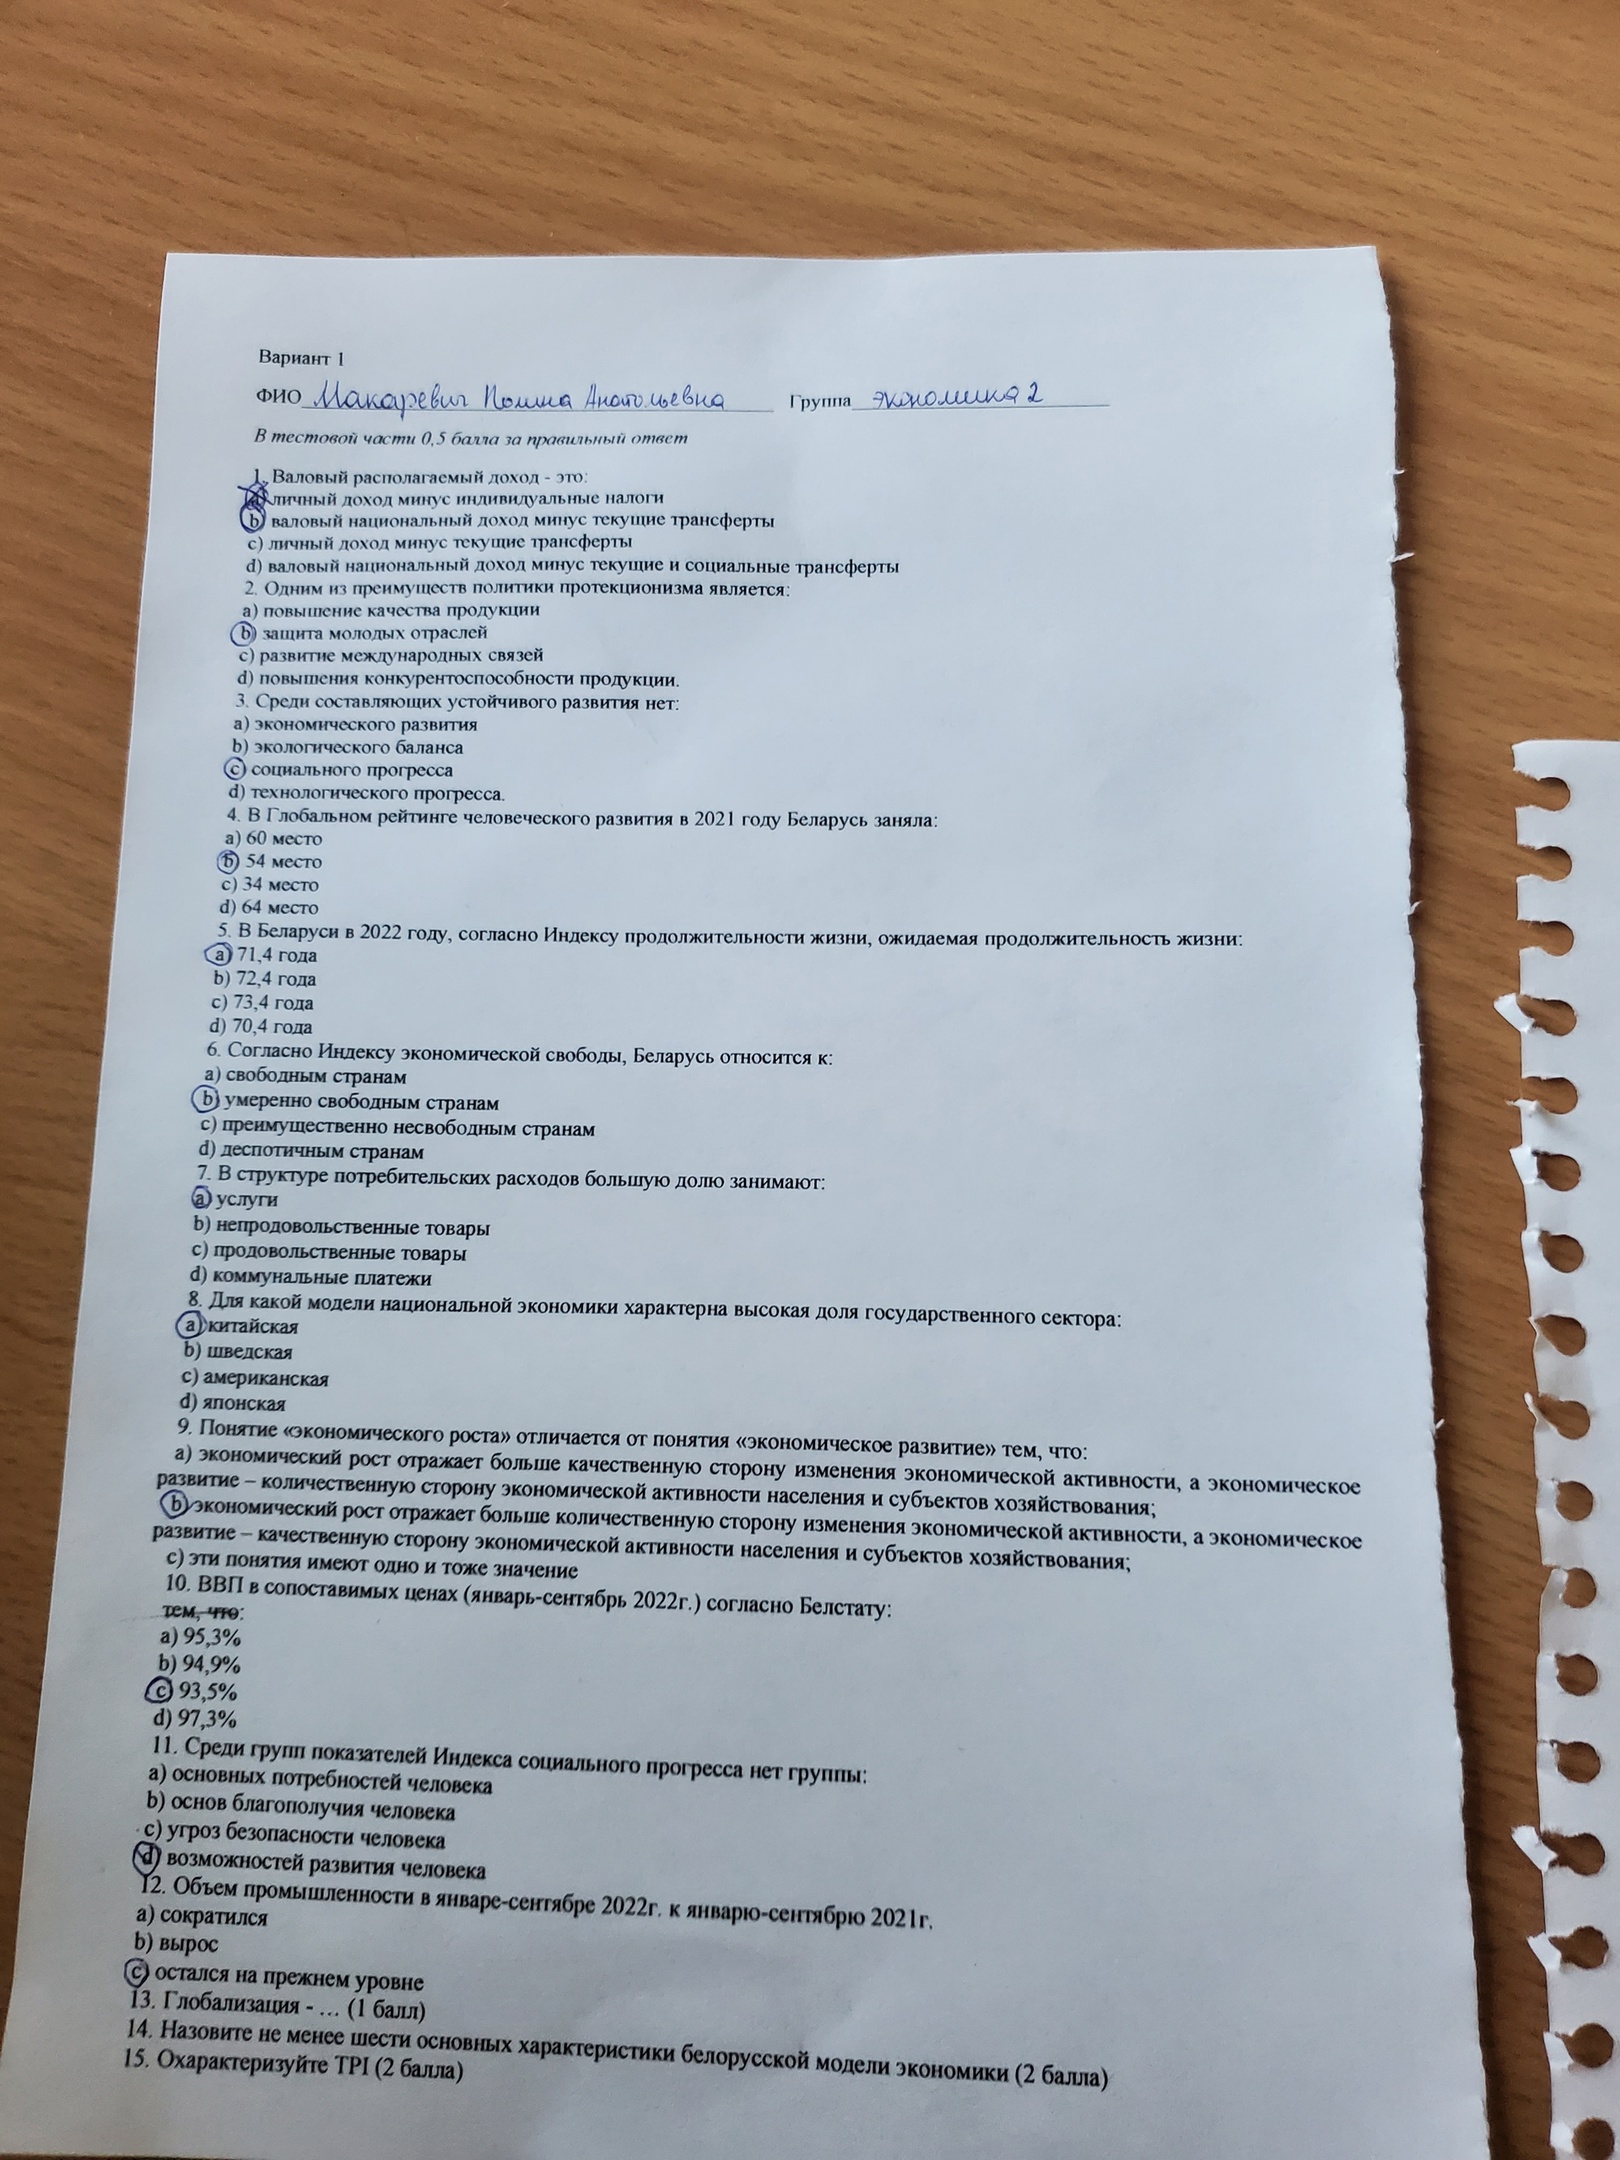 Вариант 1
ФИО Макаревич Полина Анатольевна Группа экономика 2
В тестовой части 0,5 балла за правильный ответ
1. Валовый располагаемый доход - это:
a) личный доход минус индивидуальные налоги
b) валовый национальный доход минус текущие трансферты
c) личный доход минус текущие трансферты
d) валовый национальный доход минус текущие и социальные трансферты
2. Одним из преимуществ политики протекционизма является:
a) повышение качества продукции
b) защита молодых отраслей
c) развитие международных связей
d) повышения конкурентоспособности продукции.
3. Среди составляющих устойчивого развития нет:
a) экономического развития
b) экологического баланса
c) социального прогресса
d) технологического прогресса.
4. В Глобальном рейтинге человеческого развития в 2021 году Беларусь заняла:
a) 60 место
b) 54 место
c) 34 место
d) 64 место
5. В Беларуси в 2022 году, согласно Индексу продолжительности жизни, ожидаемая продолжительность жизни:
a) 71,4 года
b) 72,4 года
c) 73,4 года
d) 70,4 года
6. Согласно Индексу экономической свободы, Беларусь относится к:
a) свободным странам
b) умеренно свободным странам
c) преимущественно несвободным странам
d) деспотичным странам
7. В структуре потребительских расходов большую долю занимают:
a) услуги
b) непродовольственные товары
c) продовольственные товары
d) коммунальные платежи
8. Для какой модели национальной экономики характерна высокая доля государственного сектора:
a) китайская
b) шведская
c) американская
d) японская
9. Понятие «экономического роста» отличается от понятия «экономическое развитие» тем, что:
a) экономический рост отражает больше качественную сторону изменения экономической активности, а экономическое
развитие – количественную сторону экономической активности населения и субъектов хозяйствования;
b) экономический рост отражает больше количественную сторону изменения экономической активности, а экономическое
развитие – качественную сторону экономической активности населения и субъектов хозяйствования;
c) эти понятия имеют одно и тоже значение
10. ВВП в сопоставимых ценах (январь-сентябрь 2022г.) согласно Белстату:
тем, что:
a) 95,3%
b) 94,9%
c) 93,5%
d) 97,3%
11. Среди групп показателей Индекса социального прогресса нет группы:
a) основных потребностей человека
b) основ благополучия человека
c) угроз безопасности человека
d) возможностей развития человека
12. Объем промышленности в январе-сентябре 2022г. к январю-сентябрю 2021г.
a) сократился
b) вырос
c) остался на прежнем уровне
13. Глобализация - ... (1 балл)
14. Назовите не менее шести основных характеристики белорусской модели экономики (2 балла)
15. Охарактеризуйте TPI (2 балла)